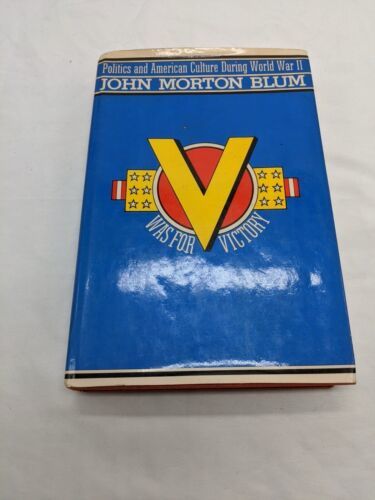 Politics and American Culture During World War II
JOHN MORTON BLUM
V
WAS FOR VICTORY